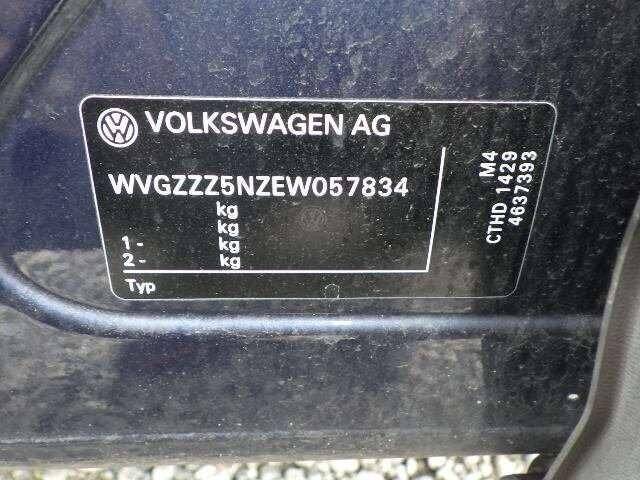 VOLKSWAGEN AG
WVGZZZ5NZEW057834
kg
kg
1 - kg
2 - kg
Typ
M4
CTHD 1429
4637393